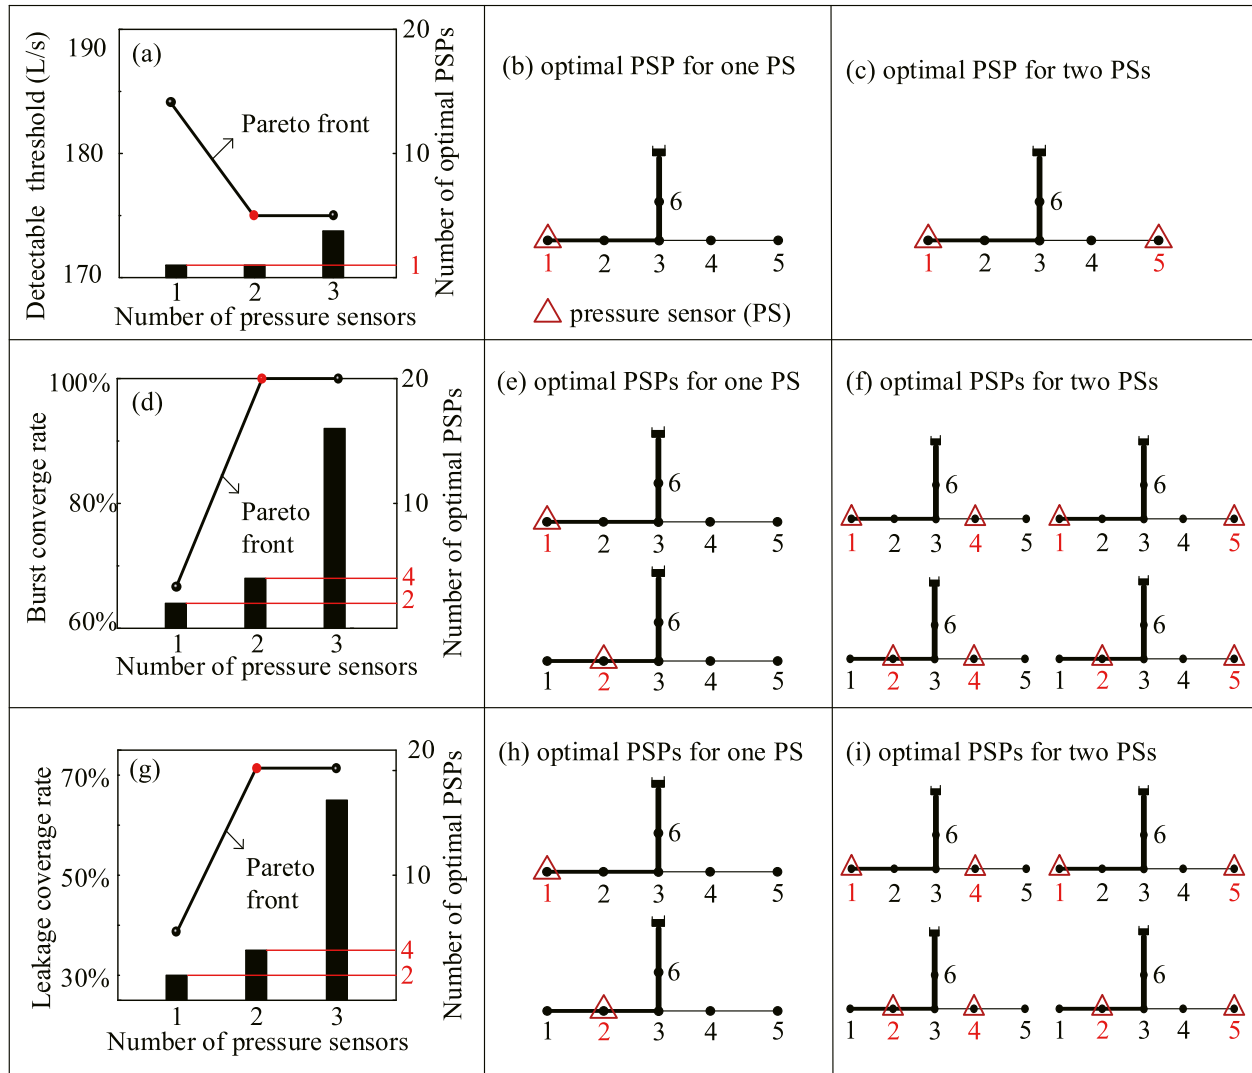 190
180
170
Detectable threshold (L/s)
(a)
Pareto front
20
10
1
Number of optimal PSPs
1 2 3
Number of pressure sensors
(b) optimal PSP for one PS
6
1 2 3 4 5
pressure sensor (PS)
(c) optimal PSP for two PSs
6
1 2 3 4 5
100%
80%
60%
Burst converge rate
(d)
Pareto
front
20
10
4
2
Number of optimal PSPs
1 2 3
Number of pressure sensors
(e) optimal PSPs for one PS
6
1 2 3 4 5
6
1 2 3 4 5
(f) optimal PSPs for two PSs
6 6
1 2 3 4 5 1 2 3 4 5
6 6
1 2 3 4 5 1 2 3 4 5
70%
50%
30%
Leakage coverage rate
(g)
Pareto
front
20
10
4
2
Number of optimal PSPs
1 2 3
Number of pressure sensors
(h) optimal PSPs for one PS
6
1 2 3 4 5
6
1 2 3 4 5
(i) optimal PSPs for two PSs
6 6
1 2 3 4 5 1 2 3 4 5
6 6
1 2 3 4 5 1 2 3 4 5